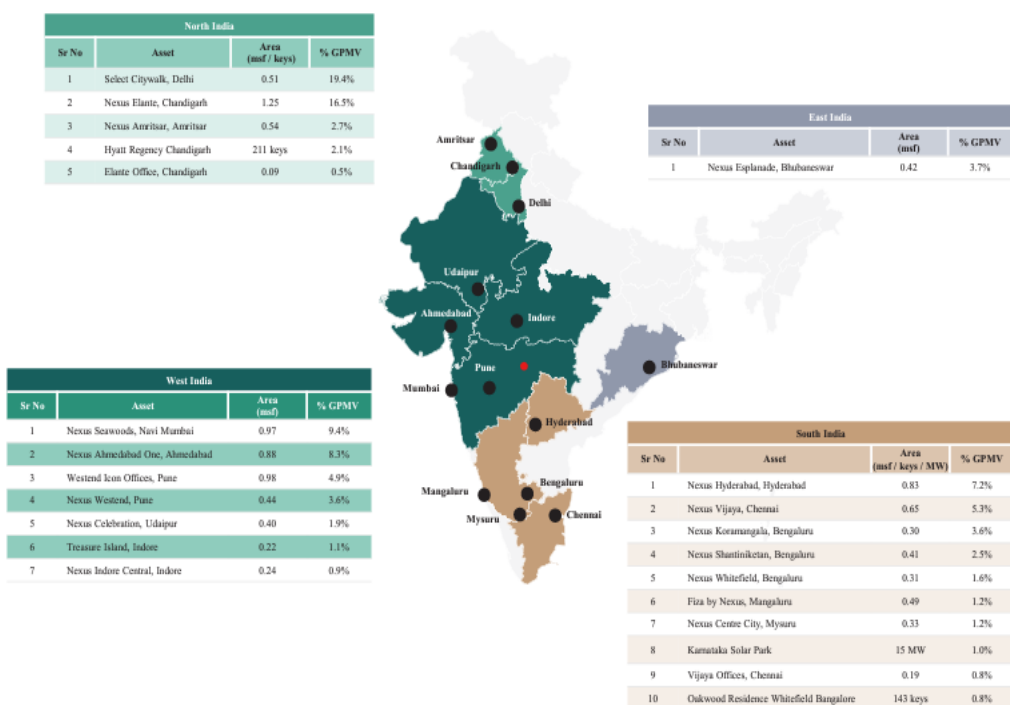 North India
Sr No Asset Area (msf / keys) % GPMV
1 Select Citywalk, Delhi 0.51 19.4%
2 Nexus Elante, Chandigarh 1.25 16.5%
3 Nexus Amritsar, Amritsar 0.54 2.7%
4 Hyatt Regency Chandigarh 211 keys 2.1%
5 Elante Office, Chandigarh 0.09 0.5%
East India
Sr No Asset Area (msf) % GPMV
1 Nexus Esplanade, Bhubaneswar 0.42 3.7%
Amritsar
Chandigarh
Delhi
Udaipur
Ahmedabad
Indore
Pune
Mumbai
Bhubaneswar
Hyderabad
Mangaluru
Bengaluru
Mysuru
Chennai
West India
Sr No Asset Area (msf) % GPMV
1 Nexus Seawoods, Navi Mumbai 0.97 9.4%
2 Nexus Ahmedabad One, Ahmedabad 0.88 8.3%
3 Westend Icon Offices, Pune 0.98 4.9%
4 Nexus Westend, Pune 0.44 3.6%
5 Nexus Celebration, Udaipur 0.40 1.9%
6 Treasure Island, Indore 0.22 1.1%
7 Nexus Indore Central, Indore 0.24 0.9%
South India
Sr No Asset Area (msf / keys / MW) % GPMV
1 Nexus Hyderabad, Hyderabad 0.83 7.2%
2 Nexus Vijaya, Chennai 0.65 5.3%
3 Nexus Koramangala, Bengaluru 0.30 3.6%
4 Nexus Shantiniketan, Bengaluru 0.41 2.5%
5 Nexus Whitefield, Bengaluru 0.31 1.6%
6 Fiza by Nexus, Mangaluru 0.49 1.2%
7 Nexus Centre City, Mysuru 0.33 1.2%
8 Karnataka Solar Park 15 MW 1.0%
9 Vijaya Offices, Chennai 0.19 0.8%
10 Oakwood Residence Whitefield Bangalore 143 keys 0.8%